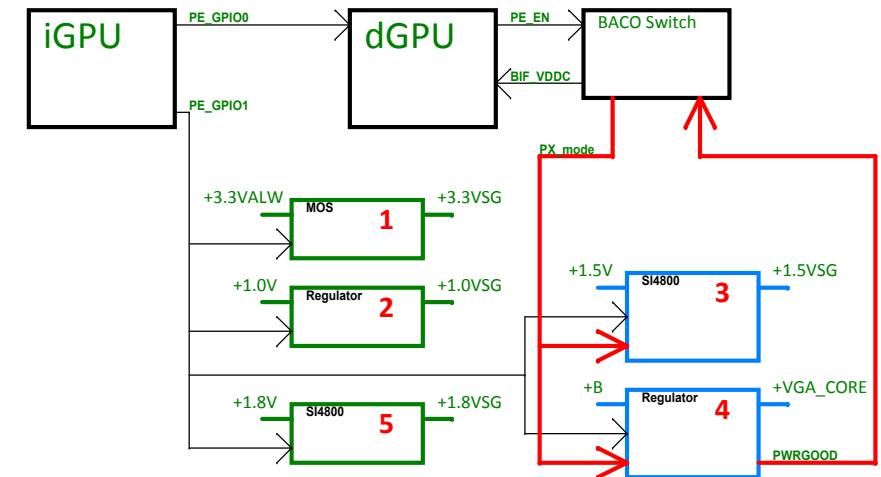 iGPU
PE_GPIO0
dGPU
PE_EN
BACO Switch
BIF_VDDC
PE_GPIO1
PX_mode
+3.3VALW
MOS
1
+3.3VSG
+1.0V
Regulator
2
+1.0VSG
+1.5V
SI4800
3
+1.5VSG
+1.8V
SI4800
5
+1.8VSG
+B
Regulator
4
+VGA_CORE
PWRGOOD